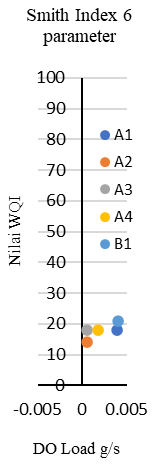 Smith Index 6
parameter
100
90
80
70
60
50
40
30
20
10
0
A1
A2
A3
A4
B1
Nilai WQI
-0.005 0 0.005
DO Load g/s